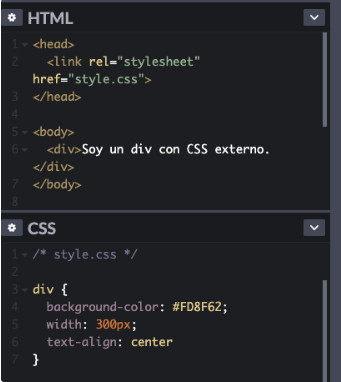 HTML
1 <head>
2 <link rel="stylesheet"
href="style.css">
3 </head>
4
5 <body>
6 <div>Soy un div con CSS externo.
</div>
7 </body>
8
CSS
1 /* style.css */
2
3 div {
4 background-color: #FD8F62;
5 width: 300px;
6 text-align: center
7 }